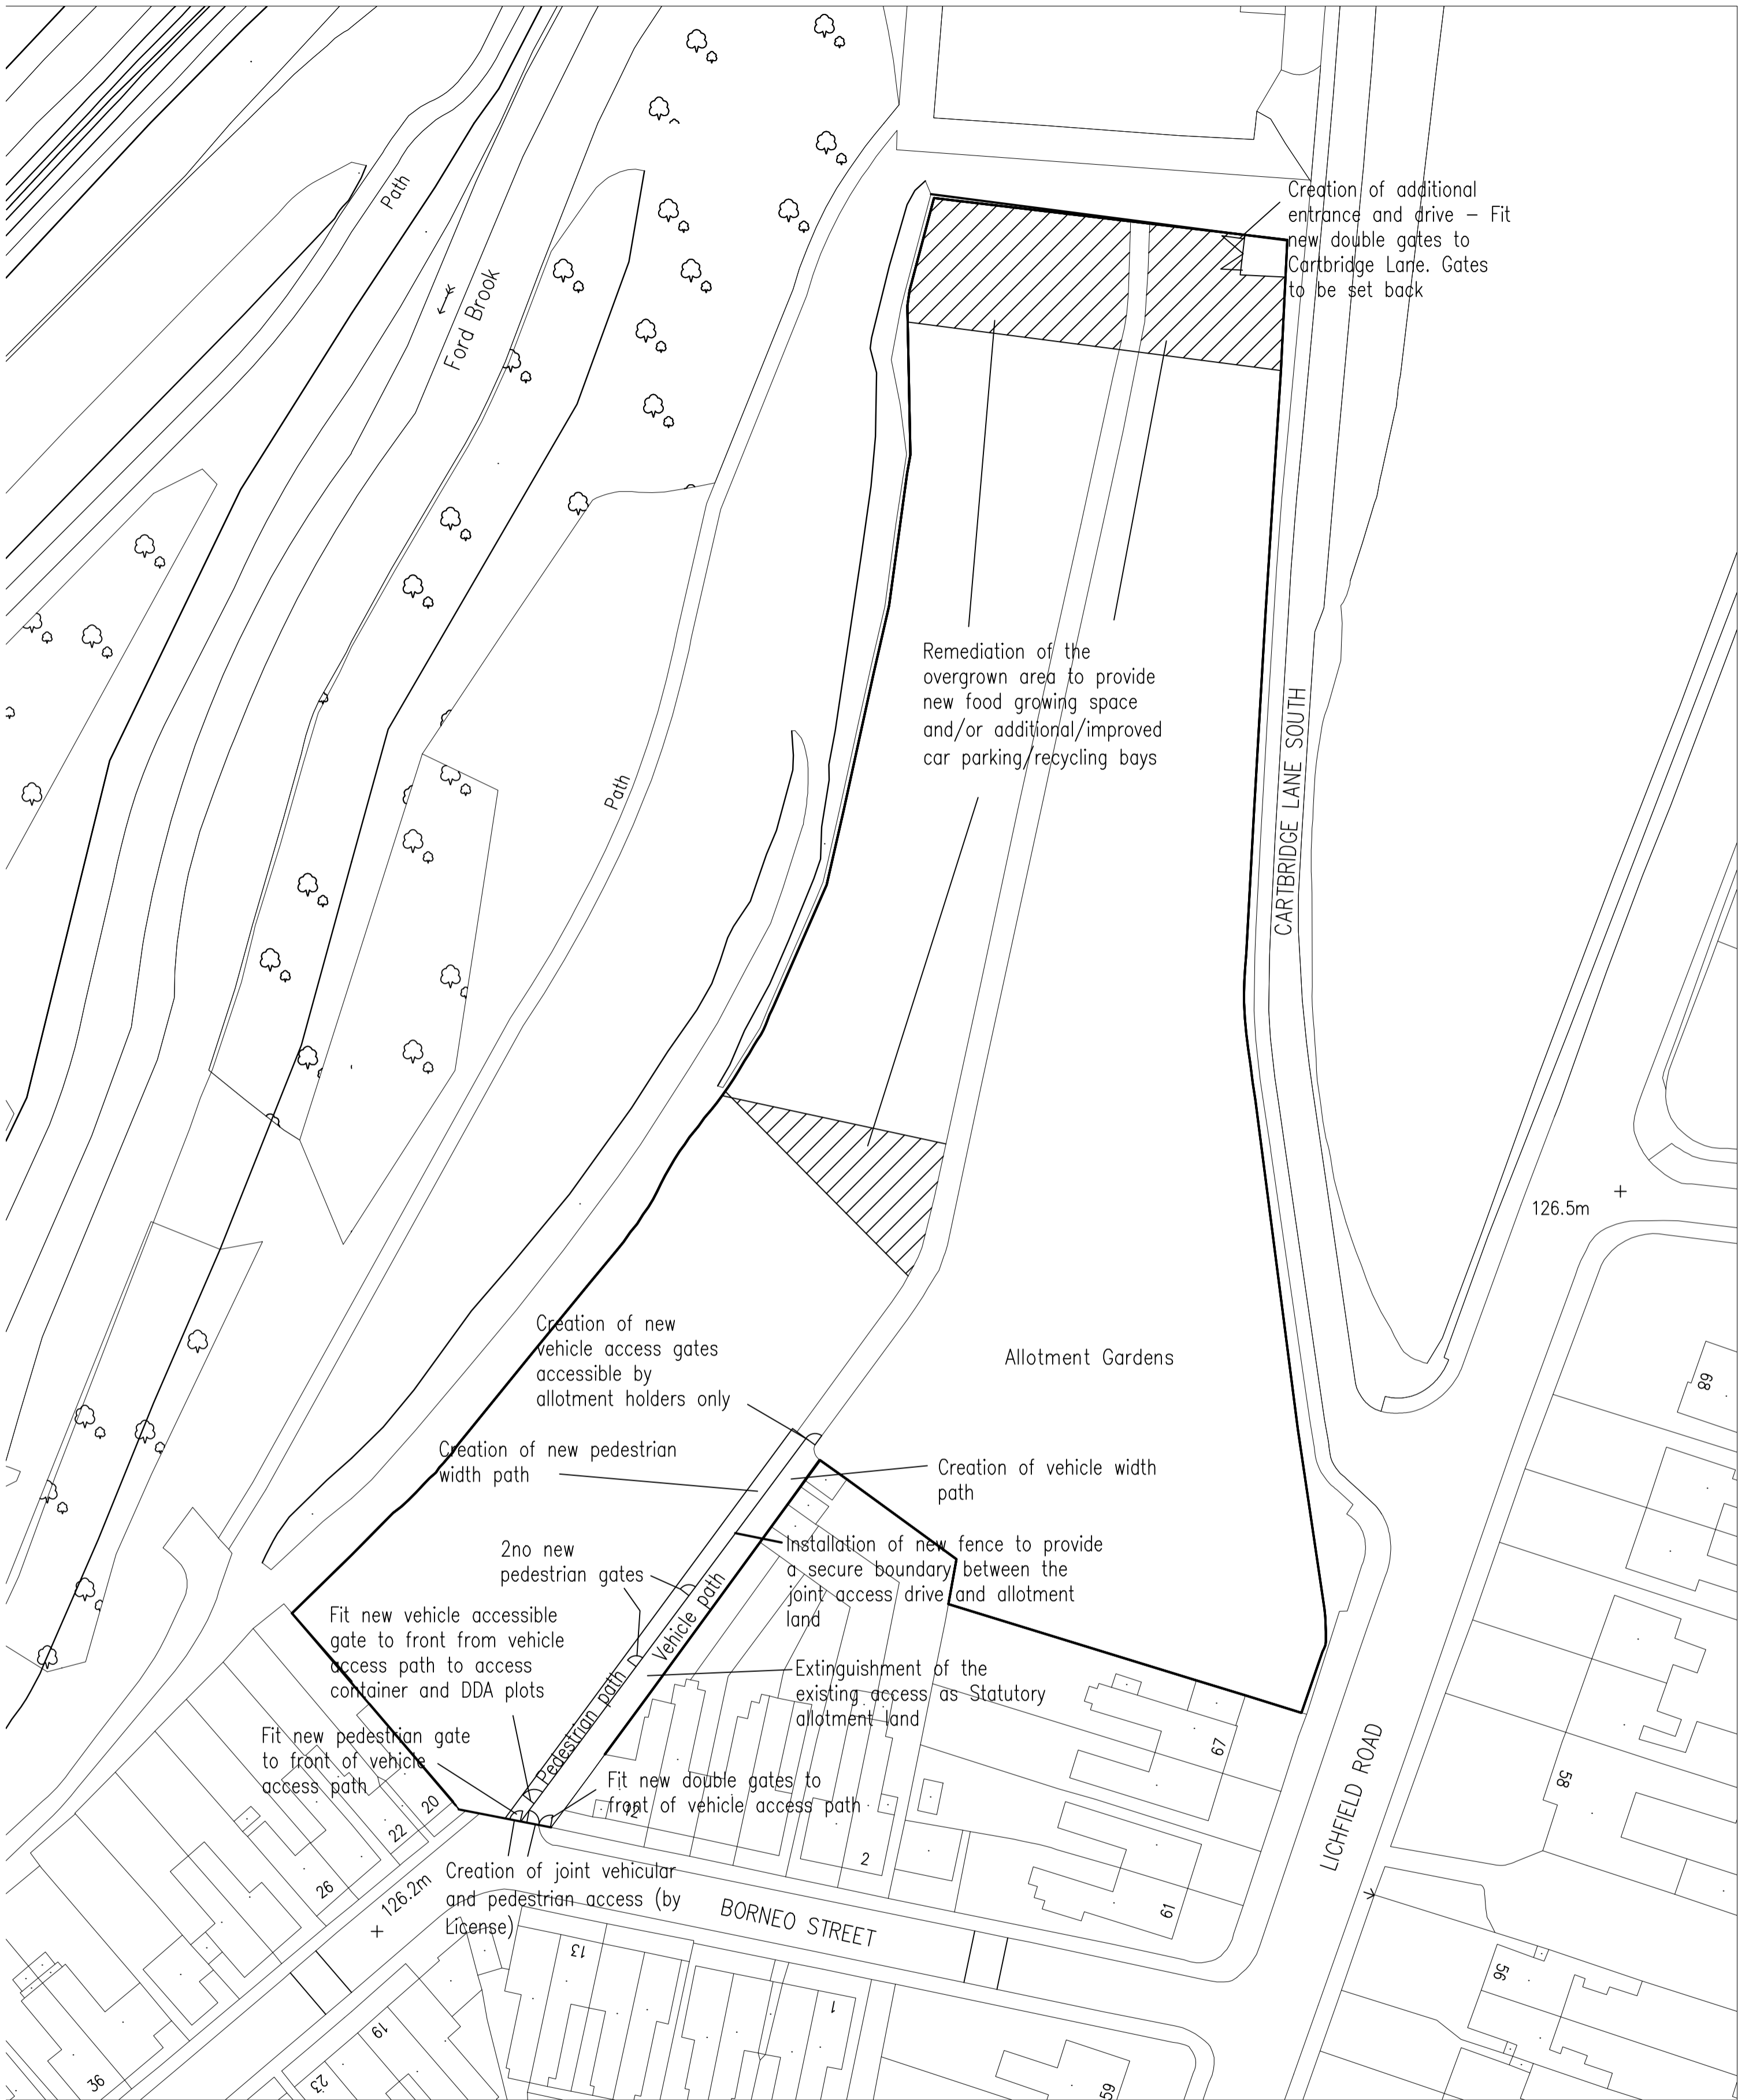 Path
Ford Brook
Creation of additional
entrance and drive – Fit
new double gates to
Cartbridge Lane. Gates
to be set back
Remediation of the
overgrown area to provide
new food growing space
and/or additional/improved
car parking/recycling bays
Path
CARTBRIDGE LANE SOUTH
126.5m
Creation of new
vehicle access gates
accessible by
allotment holders only
Allotment Gardens
68
Creation of new pedestrian
width path
Creation of vehicle width
path
2no new
pedestrian gates
Installation of new fence to provide
a secure boundary between the
joint access drive and allotment
land
Fit new vehicle accessible
gate to front from vehicle
access path to access
container and DDA plots
Vehicle path
Pedestrian path
Extinguishment of the
existing access as Statutory
allotment land
Fit new pedestrian gate
to front of vehicle
access path
Fit new double gates to
front of vehicle access path
67
58
LICHFIELD ROAD
20
22
26
12
2
61
126.2m
Creation of joint vehicular
and pedestrian access (by
License)
BORNEO STREET
13
1
56
19
23
36
59